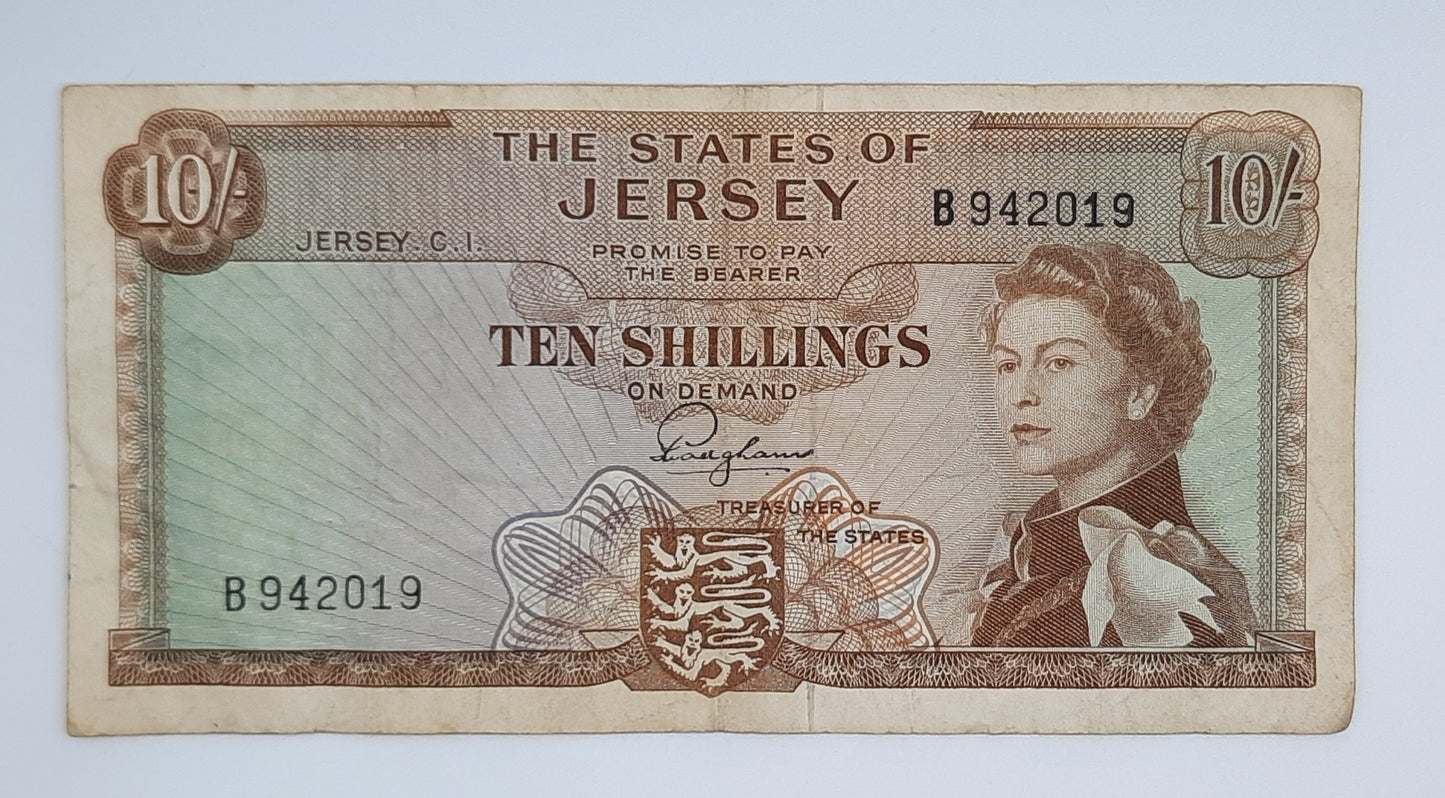 10/-
THE STATES OF
JERSEY
B 942019
10/-
JERSEY. C.I.
PROMISE TO PAY
THE BEARER
TEN SHILLINGS
ON DEMAND
Padgham
TREASURER OF
THE STATES
B 942019